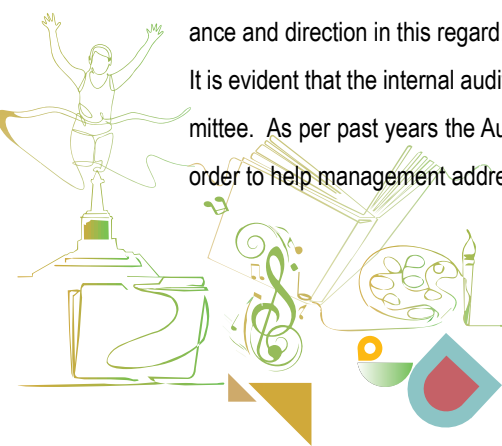 ance and direction in this regard
It is evident that the internal audi
mittee. As per past years the Au
order to help management addre